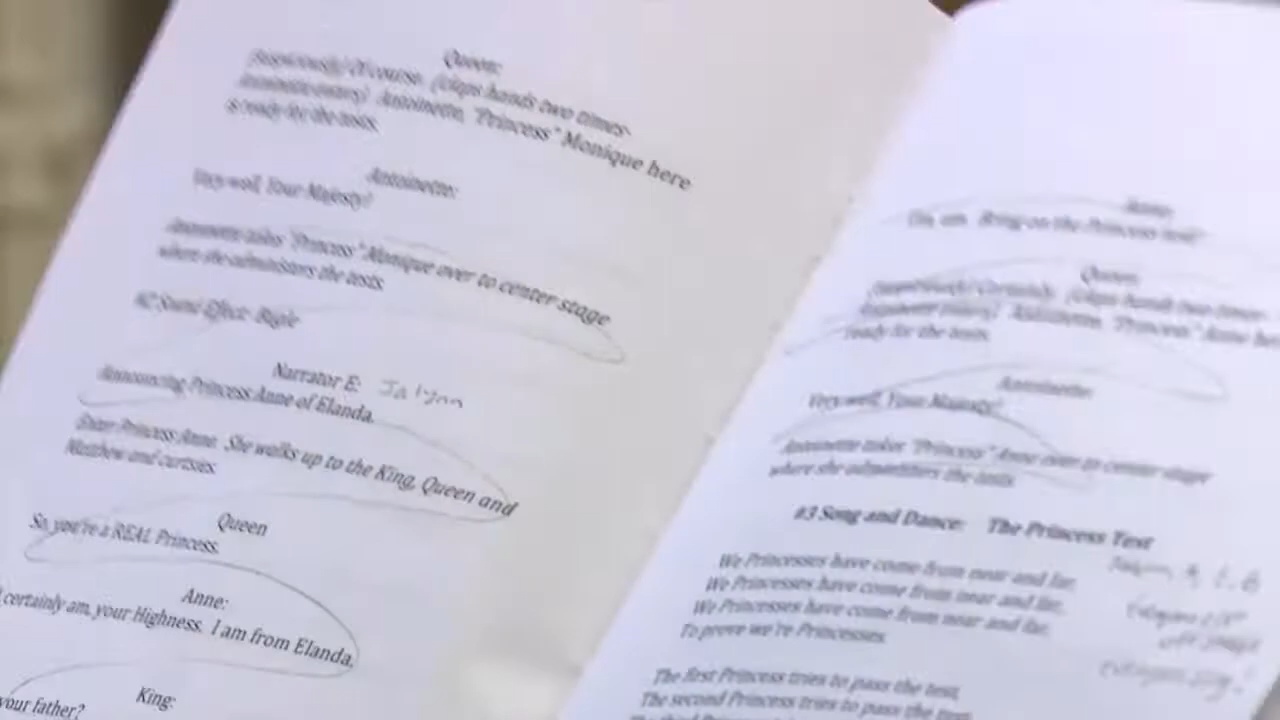 Queen:
(Suspiciously) Of course. (claps hands two times-
Antoinette enters) Antoinette, "Princess" Monique here
is ready for the tests.
Antoinette:
Very well, Your Majesty!
Antoinette takes "Princess" Monique over to center stage
where she administers the tests.
#2 Sound Effect: Bugle
Narrator E: Jalynn
Announcing Princess Anne of Elanda.
Enter Princess Anne. She walks up to the King, Queen and
Matthew and curtsies.
Queen
So, you're a REAL Princess.
Anne:
certainly am, your Highness. I am from Elanda.
King:
your father?
Anne:
Bring on the Princess test!
Queen:
(Suspiciously) Certainly. (claps hands two times-
Antoinette enters) Antoinette, "Princess" Anne
ready for the tests.
Antoinette:
Very well, Your Majesty!
Antoinette takes "Princess" Anne over to center stage
where she administers the tests.
#3 Song and Dance: The Princess Test
We Princesses have come from near and far,
We Princesses have come from near and far,
We Princesses have come from near and far,
To prove we're Princesses.
The first Princess tries to pass the test,
The second Princess tries to pass the test,